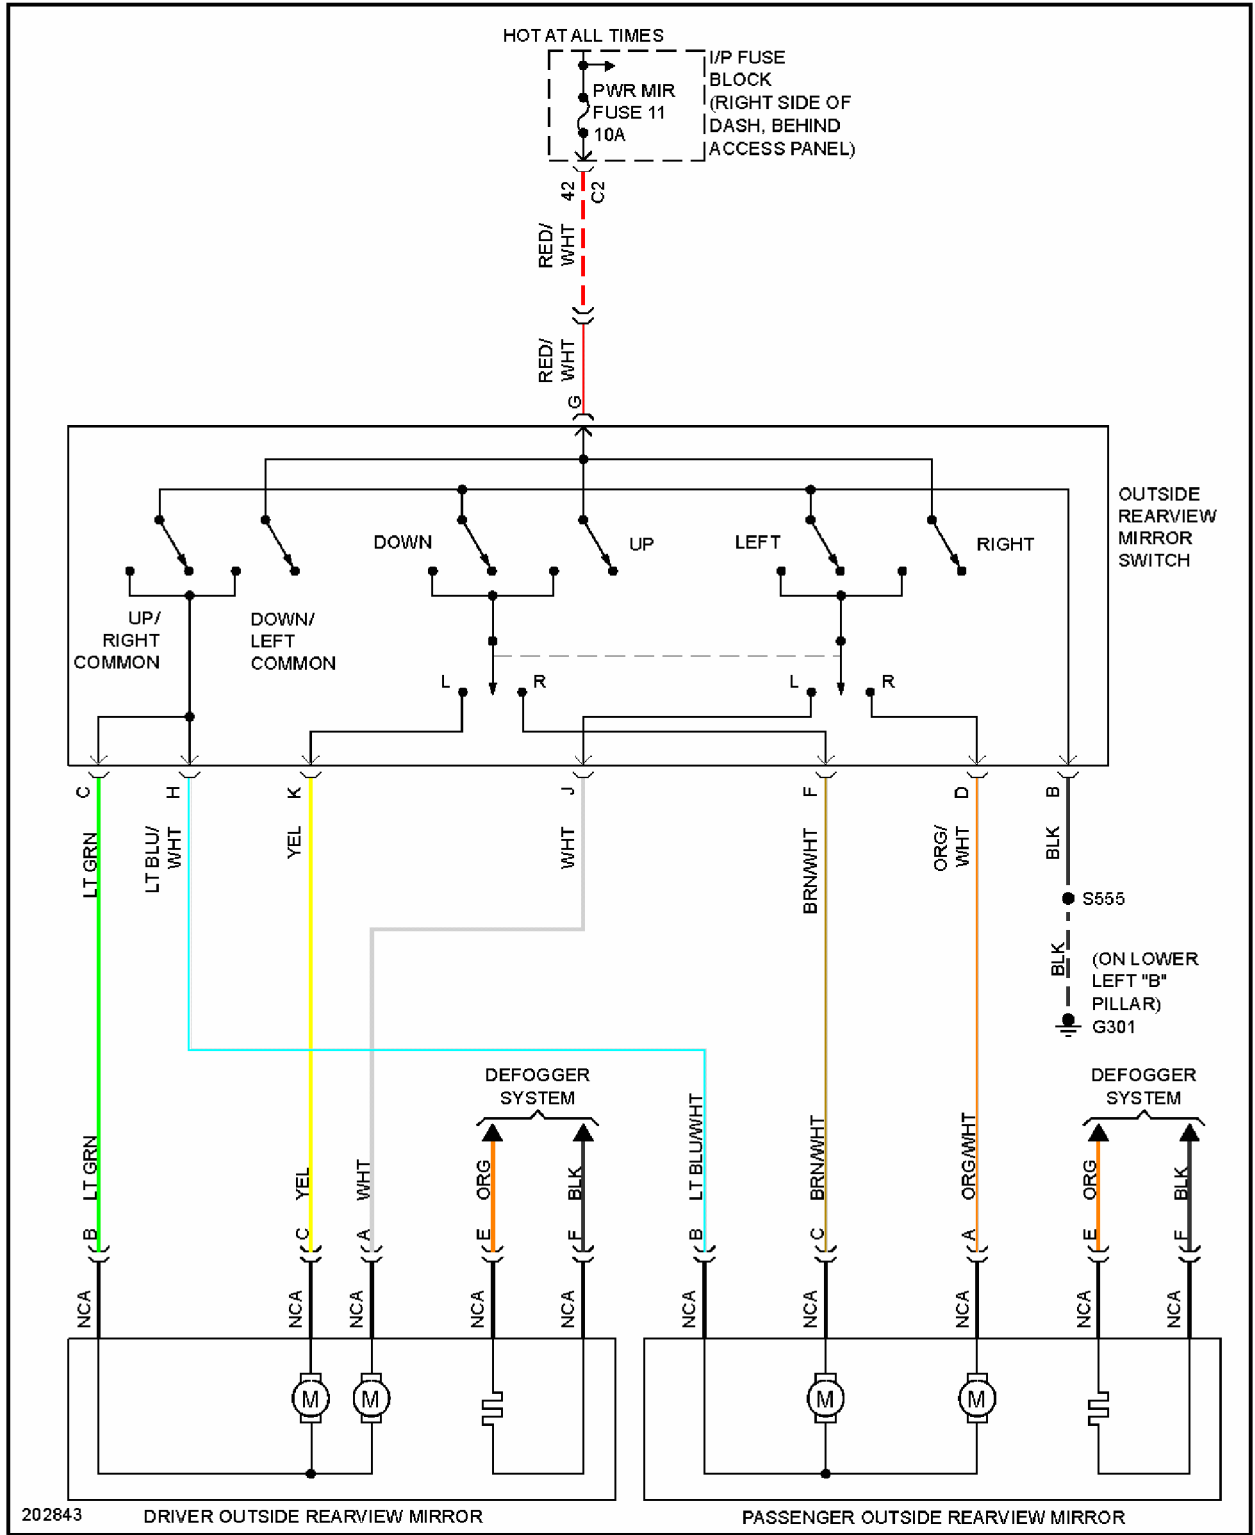 HOT AT ALL TIMES
I/P FUSE
BLOCK
(RIGHT SIDE OF
DASH, BEHIND
ACCESS PANEL)
PWR MIR
FUSE 11
10A
42
C2
RED/
WHT
RED/
WHT
G
OUTSIDE
REARVIEW
MIRROR
SWITCH
DOWN
UP
LEFT
RIGHT
UP/
RIGHT
COMMON
DOWN/
LEFT
COMMON
L
R
L
R
C
H
K
J
F
D
B
LT GRN
LT BLU/
WHT
YEL
WHT
BRN/WHT
ORG/
WHT
BLK
S555
BLK
(ON LOWER
LEFT "B"
PILLAR)
G301
DEFOGGER
SYSTEM
DEFOGGER
SYSTEM
LT GRN
YEL
WHT
ORG
BLK
LT BLU/WHT
BRN/WHT
ORG/WHT
ORG
BLK
B
C
A
E
F
B
C
A
E
F
NCA
NCA
NCA
NCA
NCA
NCA
NCA
NCA
NCA
NCA
M
M
M
M
202843
DRIVER OUTSIDE REARVIEW MIRROR
PASSENGER OUTSIDE REARVIEW MIRROR